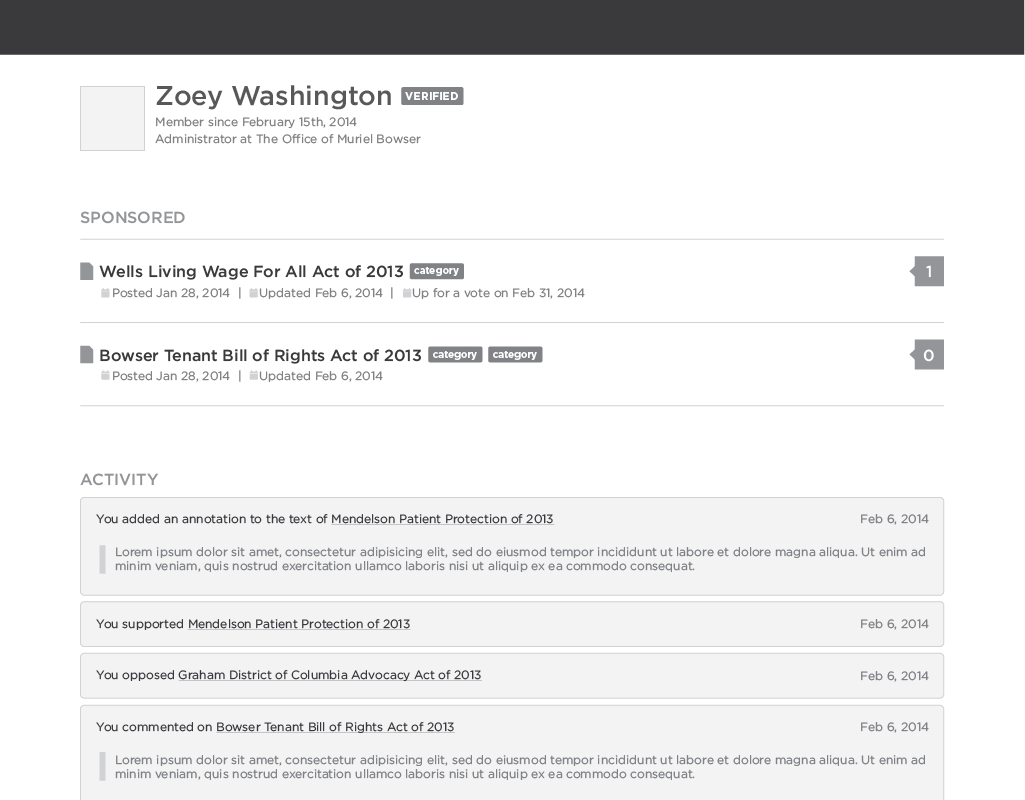 Zoey Washington VERIFIED
Member since February 15th, 2014
Administrator at The Office of Muriel Bowser
SPONSORED
Wells Living Wage For All Act of 2013 category 1
Posted Jan 28, 2014 | Updated Feb 6, 2014 | Up for a vote on Feb 31, 2014
Bowser Tenant Bill of Rights Act of 2013 category category 0
Posted Jan 28, 2014 | Updated Feb 6, 2014
ACTIVITY
You added an annotation to the text of Mendelson Patient Protection of 2013 Feb 6, 2014
Lorem ipsum dolor sit amet, consectetur adipisicing elit, sed do eiusmod tempor incididunt ut labore et dolore magna aliqua. Ut enim ad
minim veniam, quis nostrud exercitation ullamco laboris nisi ut aliquip ex ea commodo consequat.
You supported Mendelson Patient Protection of 2013 Feb 6, 2014
You opposed Graham District of Columbia Advocacy Act of 2013 Feb 6, 2014
You commented on Bowser Tenant Bill of Rights Act of 2013 Feb 6, 2014
Lorem ipsum dolor sit amet, consectetur adipisicing elit, sed do eiusmod tempor incididunt ut labore et dolore magna aliqua. Ut enim ad
minim veniam, quis nostrud exercitation ullamco laboris nisi ut aliquip ex ea commodo consequat.